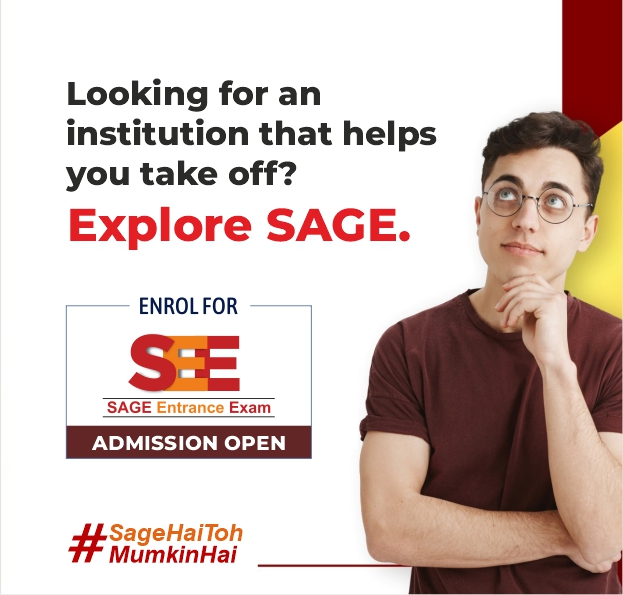 Looking for an
institution that helps
you take off?
Explore SAGE.
ENROL FOR
SEE
SAGE Entrance Exam
ADMISSION OPEN
#SageHaiToh
MumkinHai